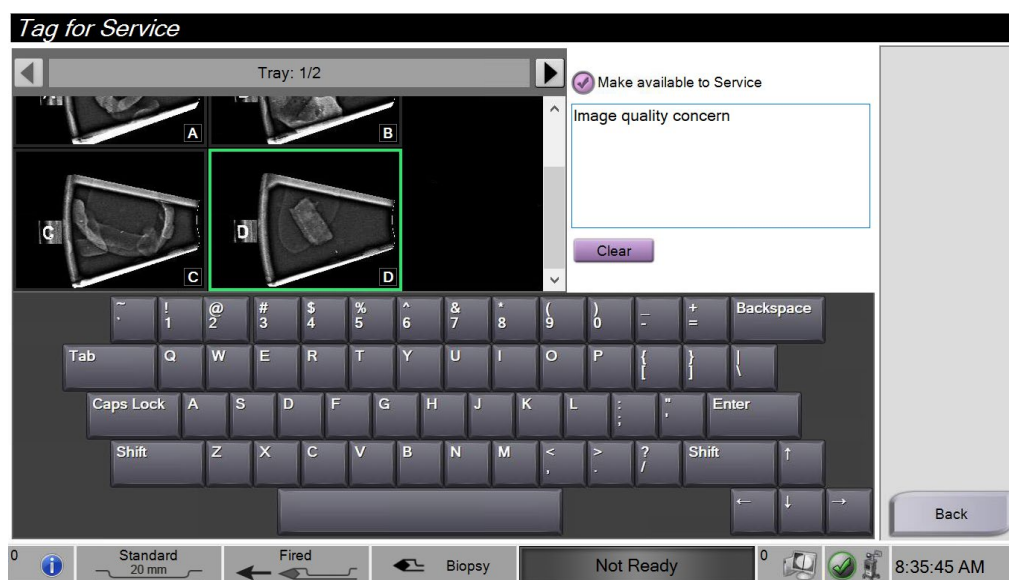 Tag for Service
Tray: 1/2
Make available to Service
Image quality concern
A
B
C
C
D
D
Clear
~ `
! 1
@ 2
# 3
$ 4
% 5
^ 6
& 7
* 8
( 9
) 0
_ -
+ =
Backspace
Tab
Q
W
E
R
T
Y
U
I
O
P
{ [
} ]
| \
Caps Lock
A
S
D
F
G
H
J
K
L
: ;
" '
Enter
Shift
Z
X
C
V
B
N
M
< ,
> .
? /
Shift
↑
←
↓
→
Back
0
Standard
20 mm
Fired
Biopsy
Not Ready
0
8:35:45 AM